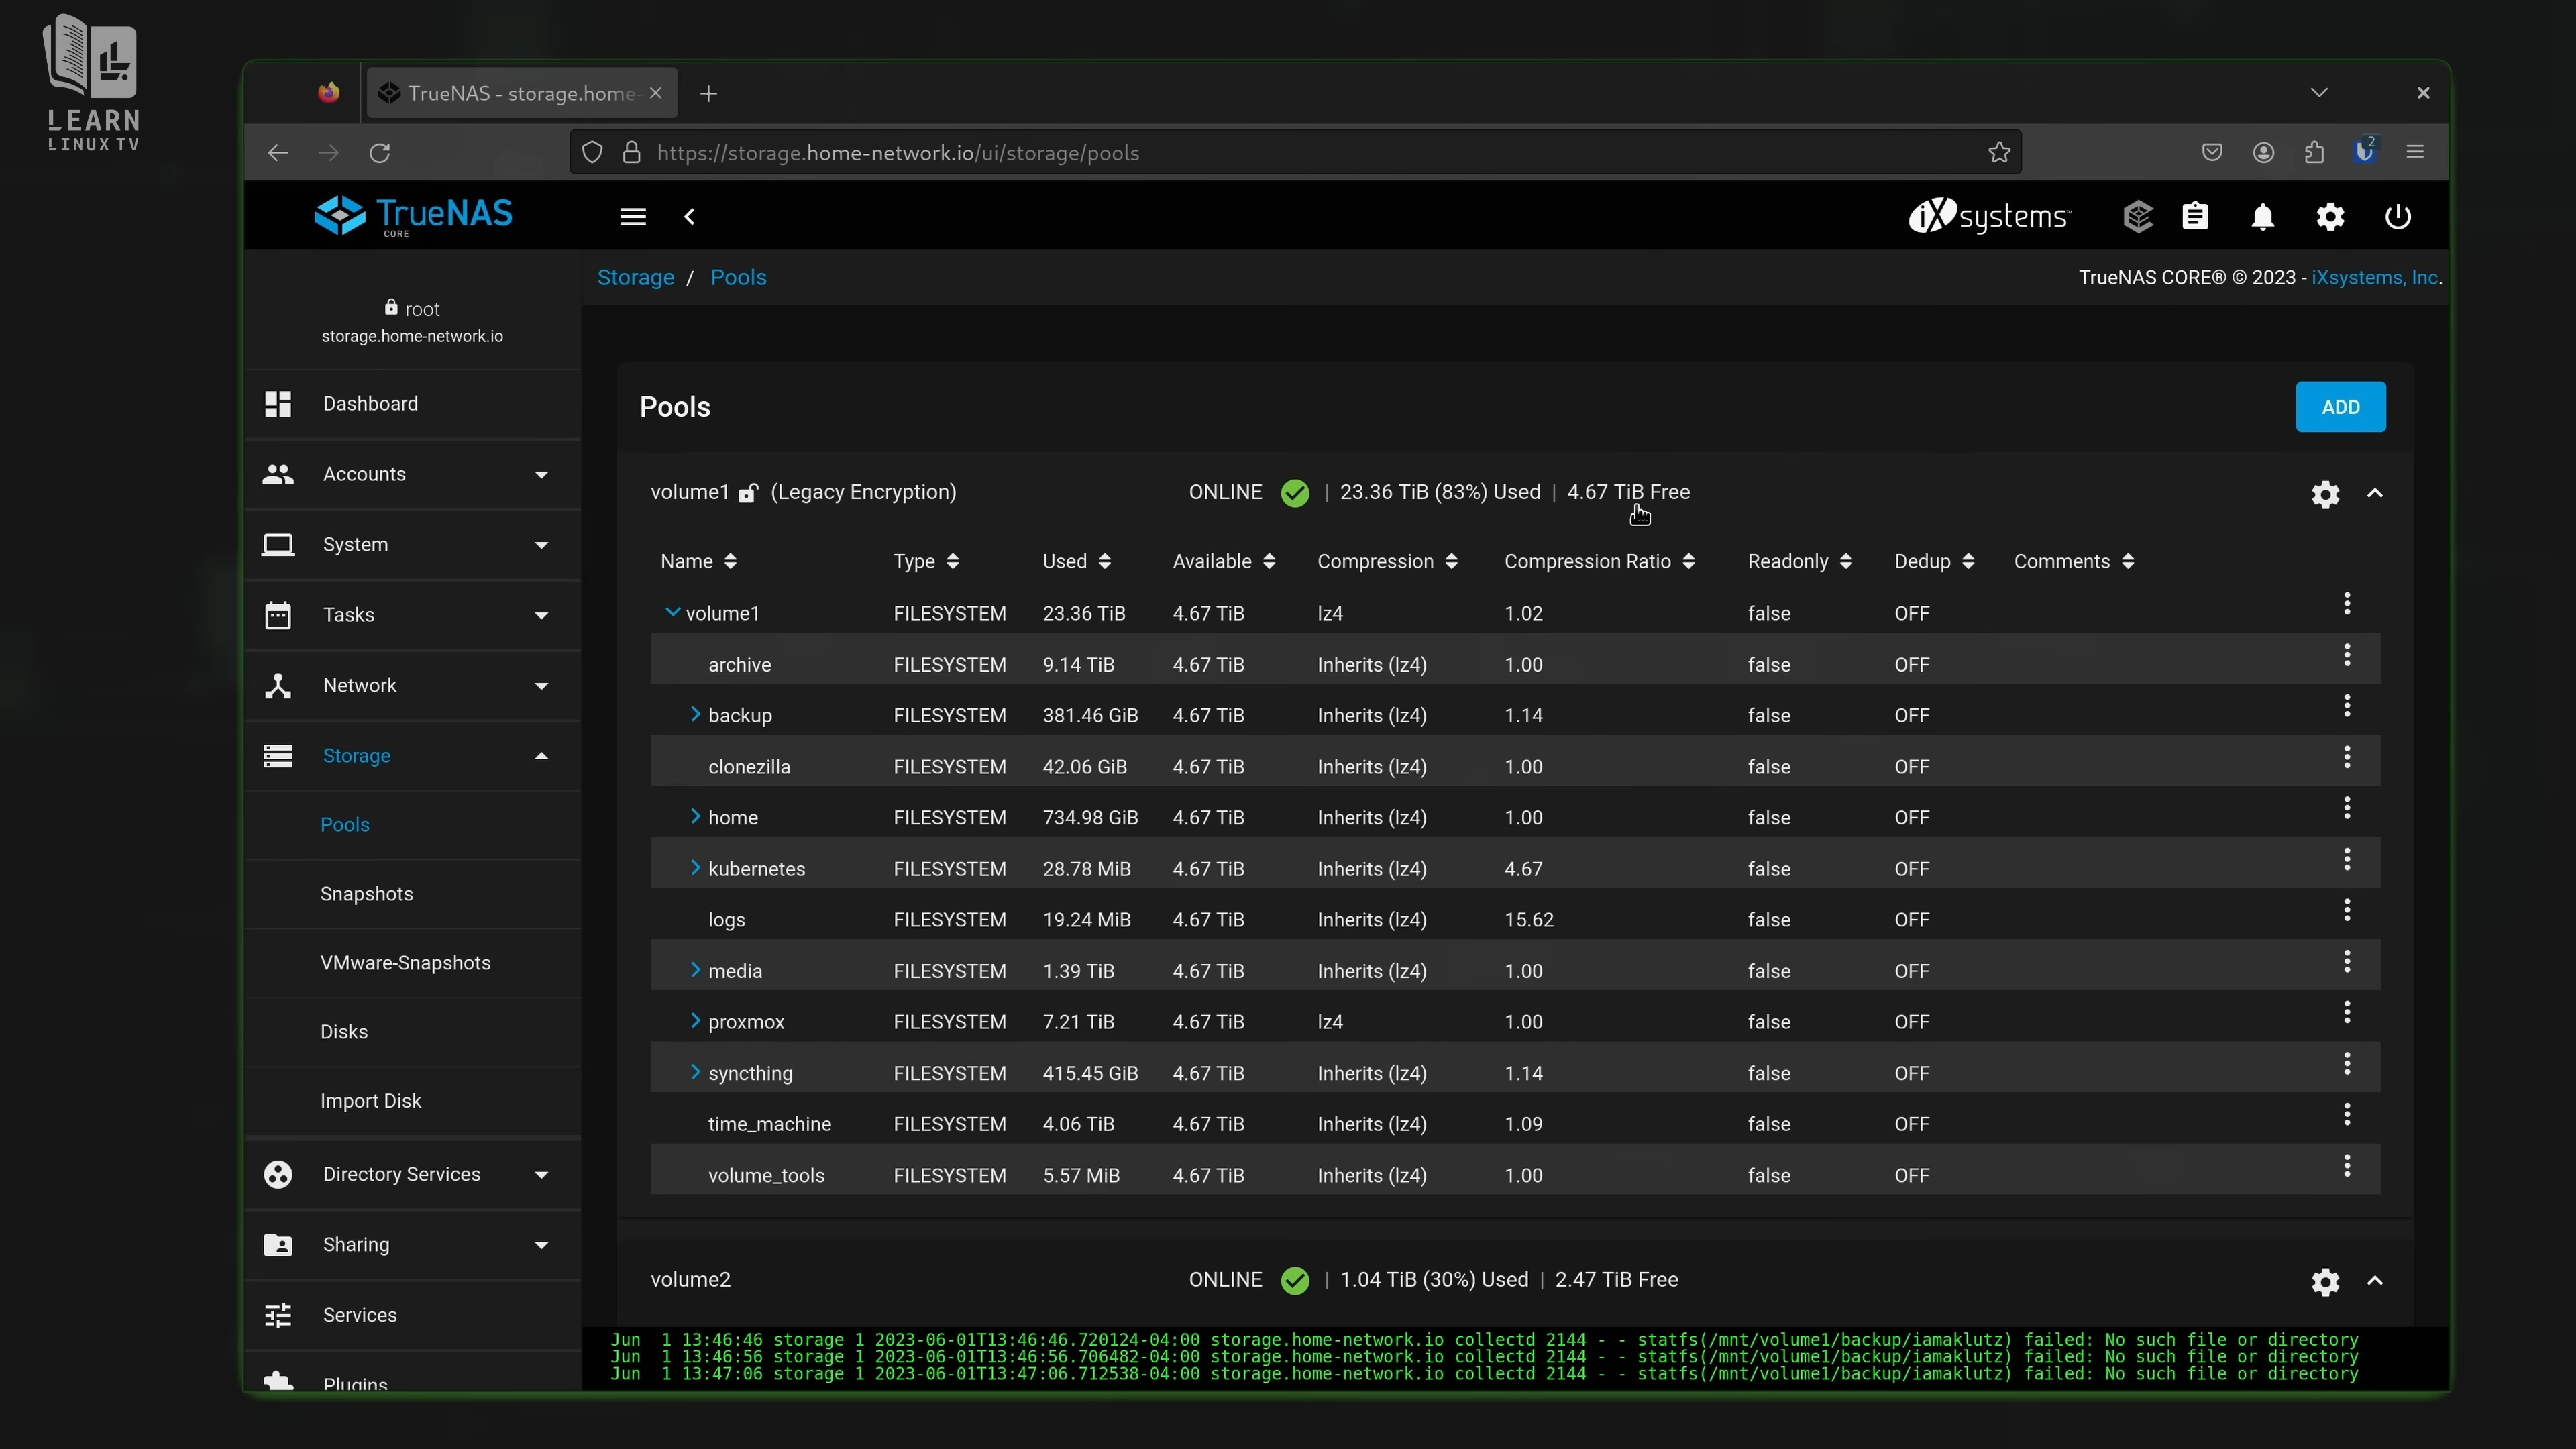 LEARN
LINUX TV
TrueNAS - storage.home-
https://storage.home-network.io/ui/storage/pools
2
TrueNAS
CORE
iXsystems™
Storage / Pools
TrueNAS CORE® © 2023 - iXsystems, Inc.
root
storage.home-network.io
Dashboard
Accounts
System
Tasks
Network
Storage
Pools
Snapshots
VMware-Snapshots
Disks
Import Disk
Directory Services
Sharing
Services
Plugins
Pools
ADD
volume1 (Legacy Encryption) ONLINE | 23.36 TiB (83%) Used | 4.67 TiB Free
Name Type Used Available Compression Compression Ratio Readonly Dedup Comments
volume1 FILESYSTEM 23.36 TiB 4.67 TiB lz4 1.02 false OFF
archive FILESYSTEM 9.14 TiB 4.67 TiB Inherits (lz4) 1.00 false OFF
backup FILESYSTEM 381.46 GiB 4.67 TiB Inherits (lz4) 1.14 false OFF
clonezilla FILESYSTEM 42.06 GiB 4.67 TiB Inherits (lz4) 1.00 false OFF
home FILESYSTEM 734.98 GiB 4.67 TiB Inherits (lz4) 1.00 false OFF
kubernetes FILESYSTEM 28.78 MiB 4.67 TiB Inherits (lz4) 4.67 false OFF
logs FILESYSTEM 19.24 MiB 4.67 TiB Inherits (lz4) 15.62 false OFF
media FILESYSTEM 1.39 TiB 4.67 TiB Inherits (lz4) 1.00 false OFF
proxmox FILESYSTEM 7.21 TiB 4.67 TiB lz4 1.00 false OFF
syncthing FILESYSTEM 415.45 GiB 4.67 TiB Inherits (lz4) 1.14 false OFF
time_machine FILESYSTEM 4.06 TiB 4.67 TiB Inherits (lz4) 1.09 false OFF
volume_tools FILESYSTEM 5.57 MiB 4.67 TiB Inherits (lz4) 1.00 false OFF
volume2 ONLINE | 1.04 TiB (30%) Used | 2.47 TiB Free
Jun 1 13:46:46 storage 1 2023-06-01T13:46:46.720124-04:00 storage.home-network.io collectd 2144 - - statfs(/mnt/volume1/backup/iamaklutz) failed: No such file or directory
Jun 1 13:46:56 storage 1 2023-06-01T13:46:56.706482-04:00 storage.home-network.io collectd 2144 - - statfs(/mnt/volume1/backup/iamaklutz) failed: No such file or directory
Jun 1 13:47:06 storage 1 2023-06-01T13:47:06.712538-04:00 storage.home-network.io collectd 2144 - - statfs(/mnt/volume1/backup/iamaklutz) failed: No such file or directory